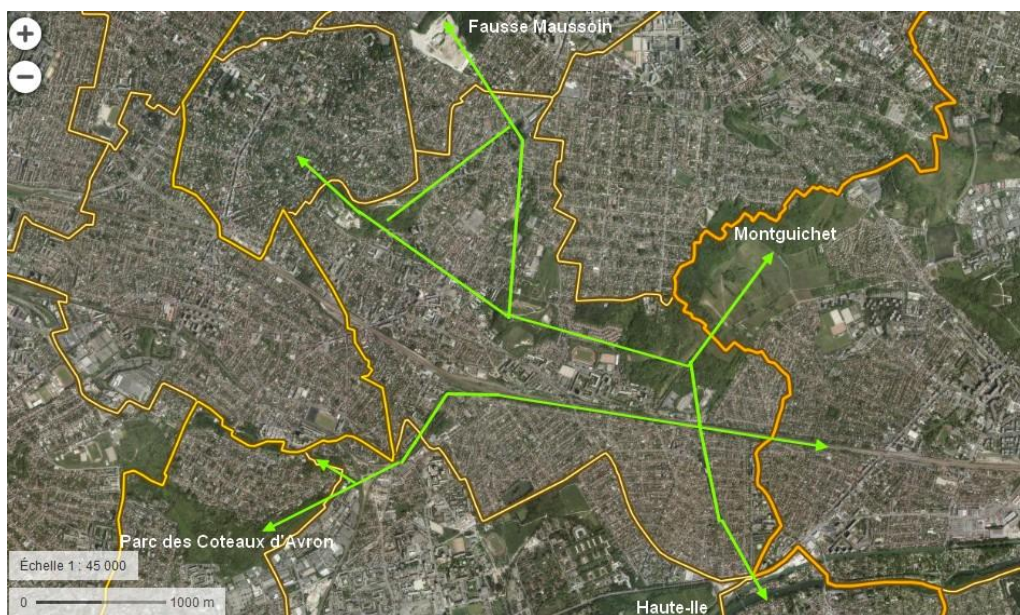 +
Fausse Maussoin
−
Montguichet
Parc des Coteaux d'Avron
Échelle 1 : 45 000
0 1000 m
Haute-Ile